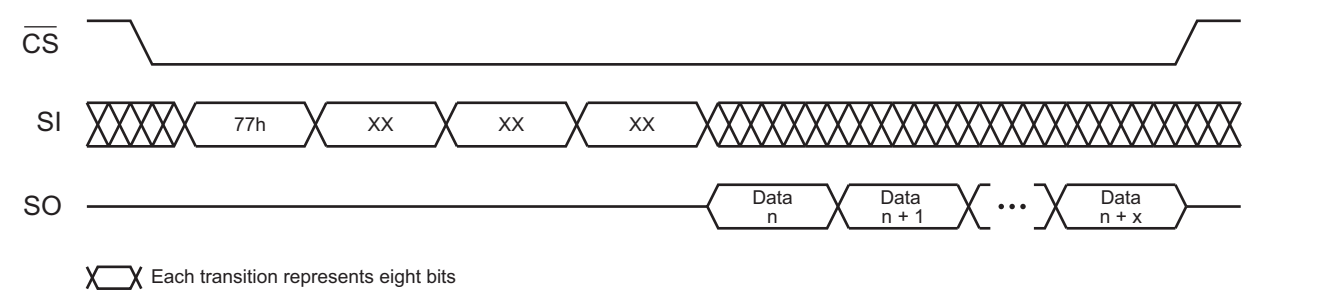 CS
SI 77h XX XX XX
SO Data n Data n + 1 ••• Data n + x
Each transition represents eight bits